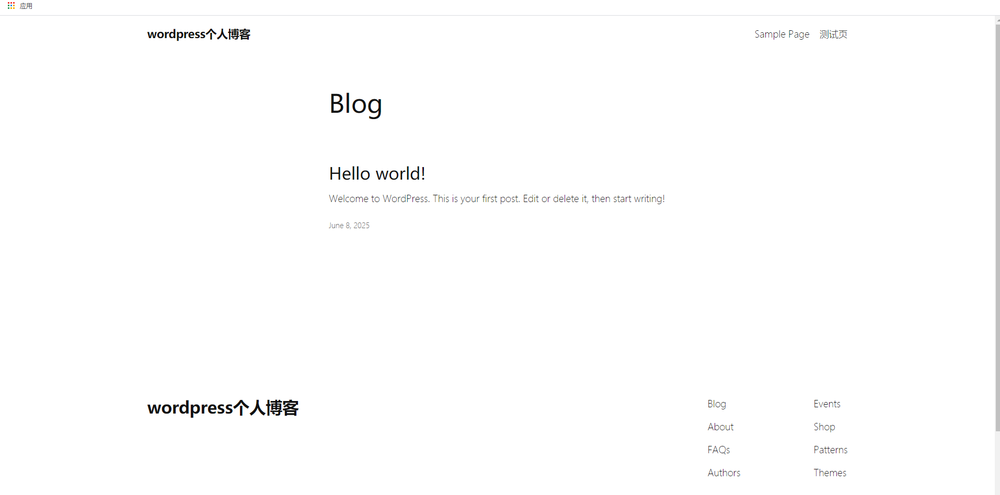 应用
wordpress个人博客
Sample Page 测试页
Blog
Hello world!
Welcome to WordPress. This is your first post. Edit or delete it, then start writing!
June 8, 2025
wordpress个人博客
Blog
About
FAQs
Authors
Events
Shop
Patterns
Themes